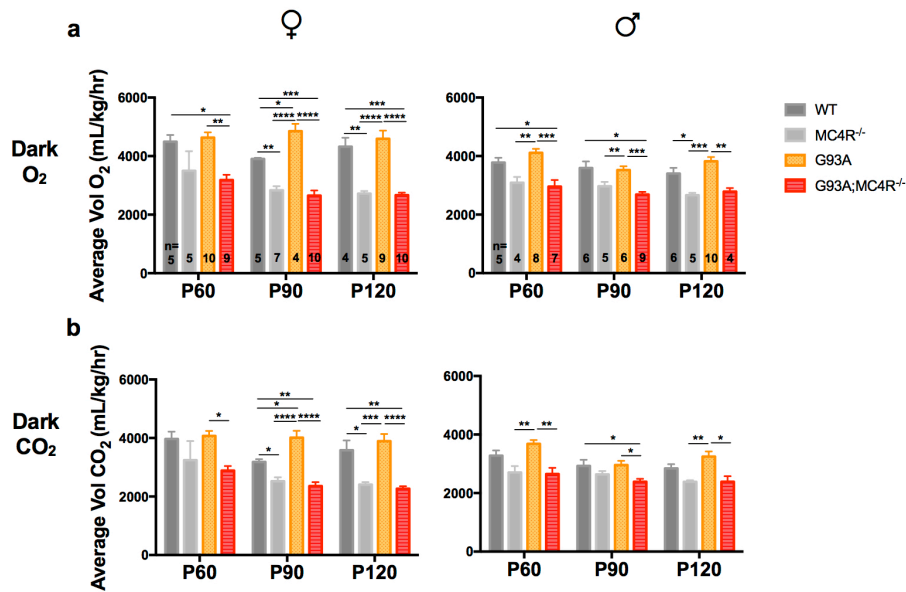 a
♀
♂
Dark
O2
Average Vol O2 (mL/kg/hr)
6000
4000
2000
0
* ** *** * **** **** ** *** **** **** **
n=
5 5 10 9 5 7 4 10 4 5 9 10
P60 P90 P120
6000
4000
2000
0
* ** *** * ** *** * *** **
n=
5 4 8 7 6 5 6 9 6 5 10 4
P60 P90 P120
WT
MC4R-/-
G93A
G93A;MC4R-/-
b
Dark
CO2
Average Vol CO2 (mL/kg/hr)
6000
4000
2000
0
* ** * **** **** * ** *** **** *
P60 P90 P120
6000
4000
2000
0
** ** * * ** *
P60 P90 P120